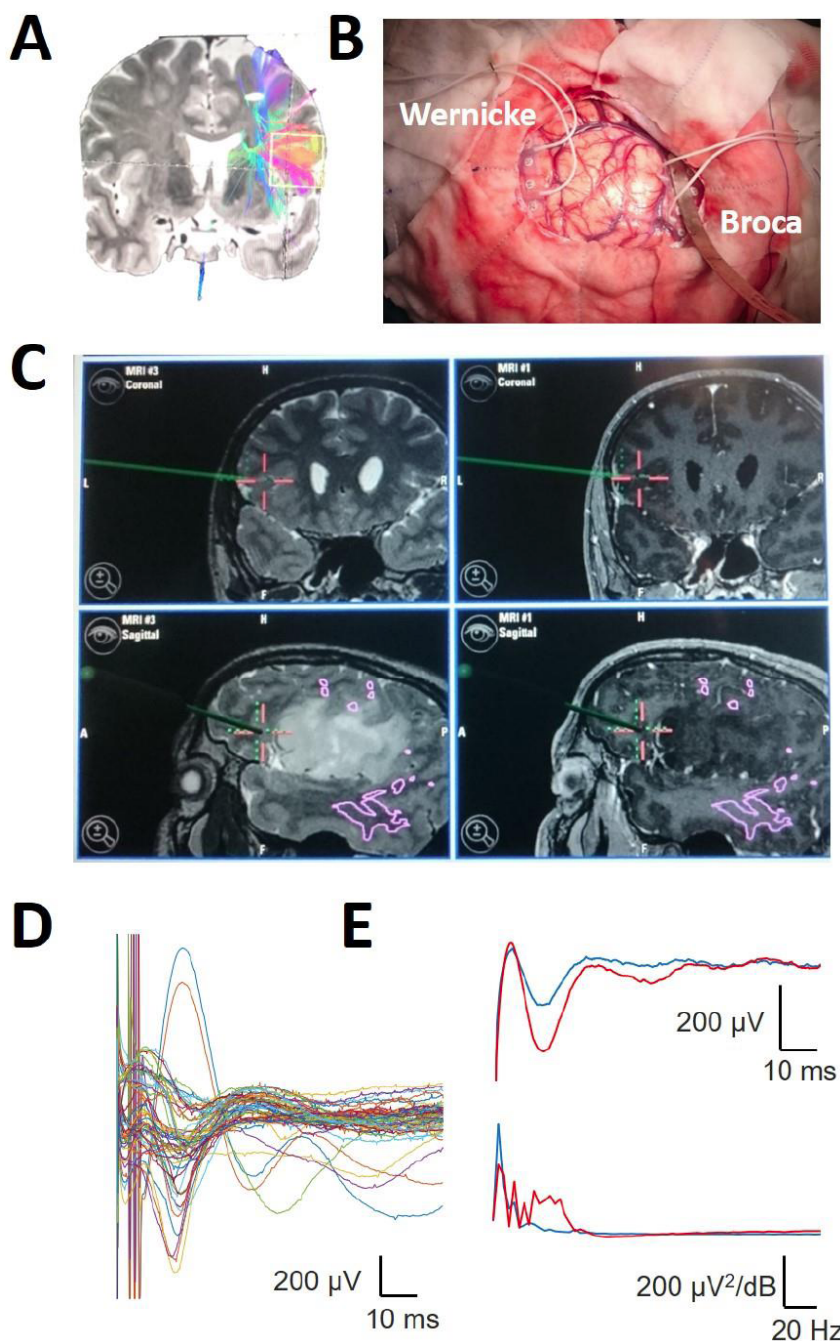 A
B
Wernicke
Broca
C
MRI #3
Coronal
H
L
R
F
MRI #1
Coronal
H
L
R
F
MRI #3
Sagittal
H
A
P
F
MRI #1
Sagittal
H
A
P
F
D
E
200 µV
10 ms
200 µV
10 ms
200 µV²/dB
20 Hz